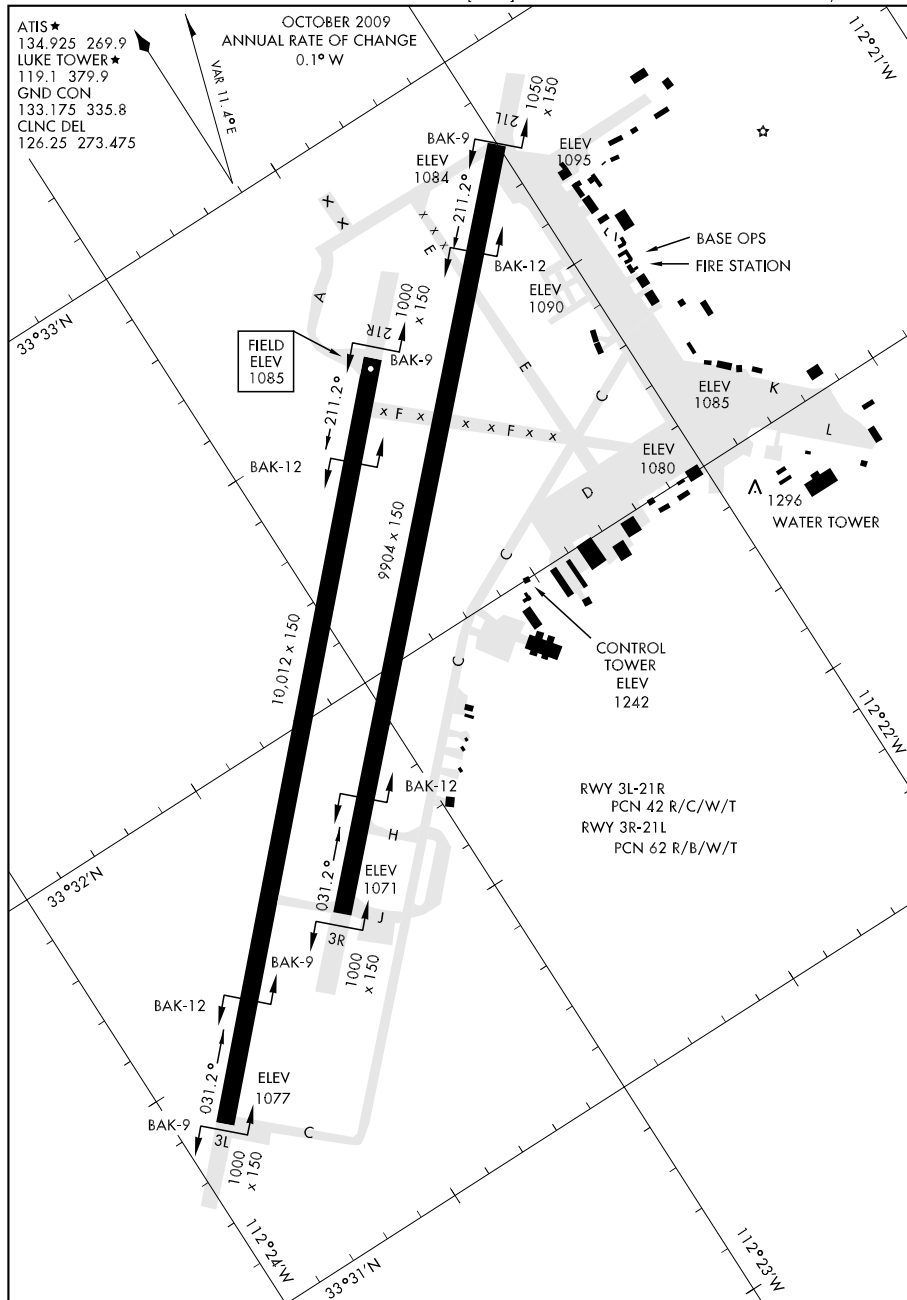 ATIS★
134.925 269.9
LUKE TOWER★
119.1 379.9
GND CON
133.175 335.8
CLNC DEL
126.25 273.475
VAR 11.4°E
OCTOBER 2009
ANNUAL RATE OF CHANGE
0.1° W
112°21'W
1050
x 150
21L
BAK-9
ELEV
1084
ELEV
1095
211.2°
x x
x x x
E
BASE OPS
BAK-12
FIRE STATION
ELEV
1090
A
33°33'N
1000
x 150
21R
FIELD
ELEV
1085
BAK-9
E
C
ELEV
1085
K
L
211.2°
x F x x x x F x x
BAK-12
ELEV
1080
D
1296
WATER TOWER
9904 x 150
C
CONTROL
TOWER
ELEV
1242
C
10,012 x 150
112°22'W
BAK-12
RWY 3L-21R
PCN 42 R/C/W/T
RWY 3R-21L
PCN 62 R/B/W/T
H
33°32'N
031.2°
ELEV
1071
J
3R
BAK-9
1000
x 150
BAK-12
031.2°
ELEV
1077
BAK-9
3L
C
1000
x 150
112°24'W
33°31'N
112°23'W